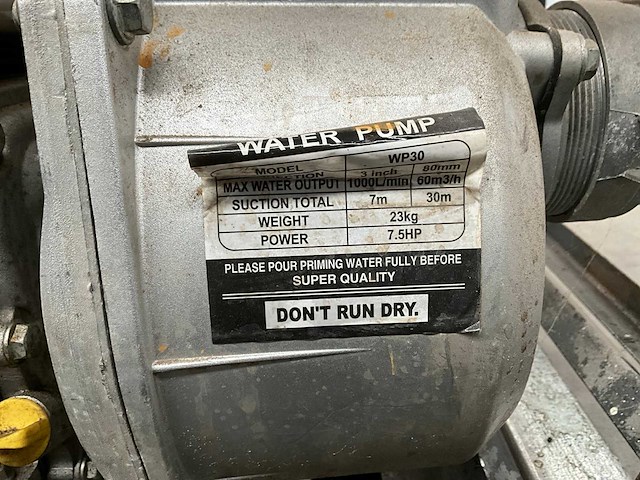 WATER PUMP
MODEL WP30
CONNECTION 3 inch 80mm
MAX WATER OUTPUT 1000L/min 60m3/h
SUCTION TOTAL 7m 30m
WEIGHT 23kg
POWER 7.5HP
PLEASE POUR PRIMING WATER FULLY BEFORE
SUPER QUALITY
DON'T RUN DRY.